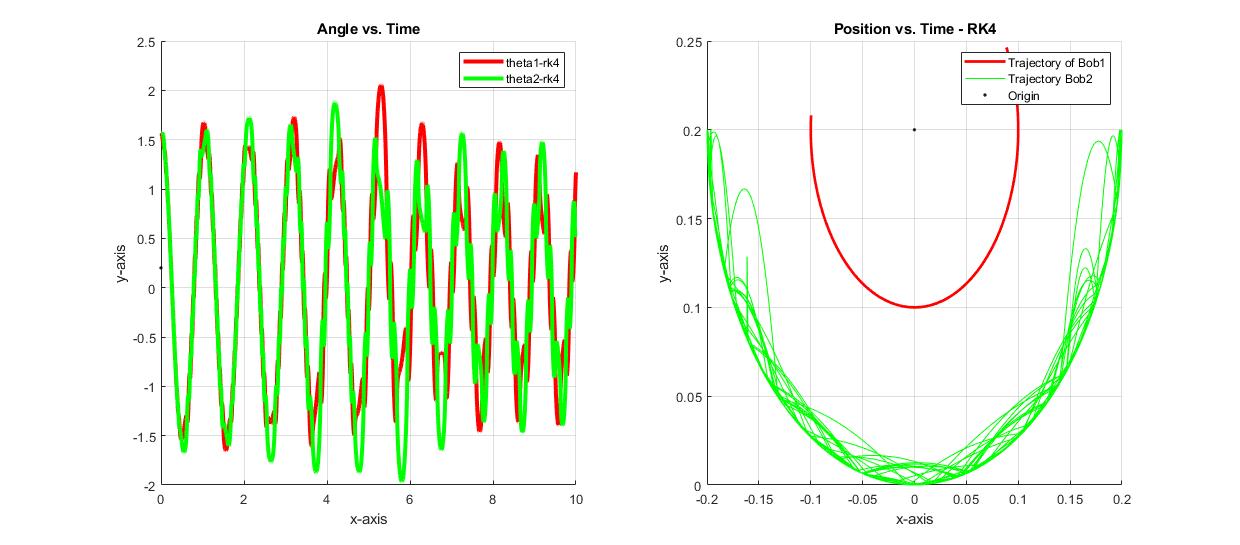 Angle vs. Time
2.5
2
1.5
1
0.5
0
-0.5
-1
-1.5
-2
0
2
4
6
8
10
x-axis
y-axis
theta1-rk4
theta2-rk4
Position vs. Time - RK4
0.25
0.2
0.15
0.1
0.05
0
-0.2
-0.15
-0.1
-0.05
0
0.05
0.1
0.15
0.2
x-axis
y-axis
Trajectory of Bob1
Trajectory Bob2
Origin